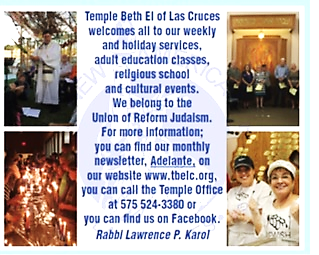 Temple Beth El of Las Cruces
welcomes all to our weekly
and holiday services,
adult education classes,
religious school
and cultural events.
We belong to the
Union of Reform Judaism.
For more information;
you can find our monthly
newsletter, Adelante, on
our website www.tbelc.org,
you can call the Temple Office
at 575 524-3380 or
you can find us on Facebook.
Rabbi Lawrence P. Karol